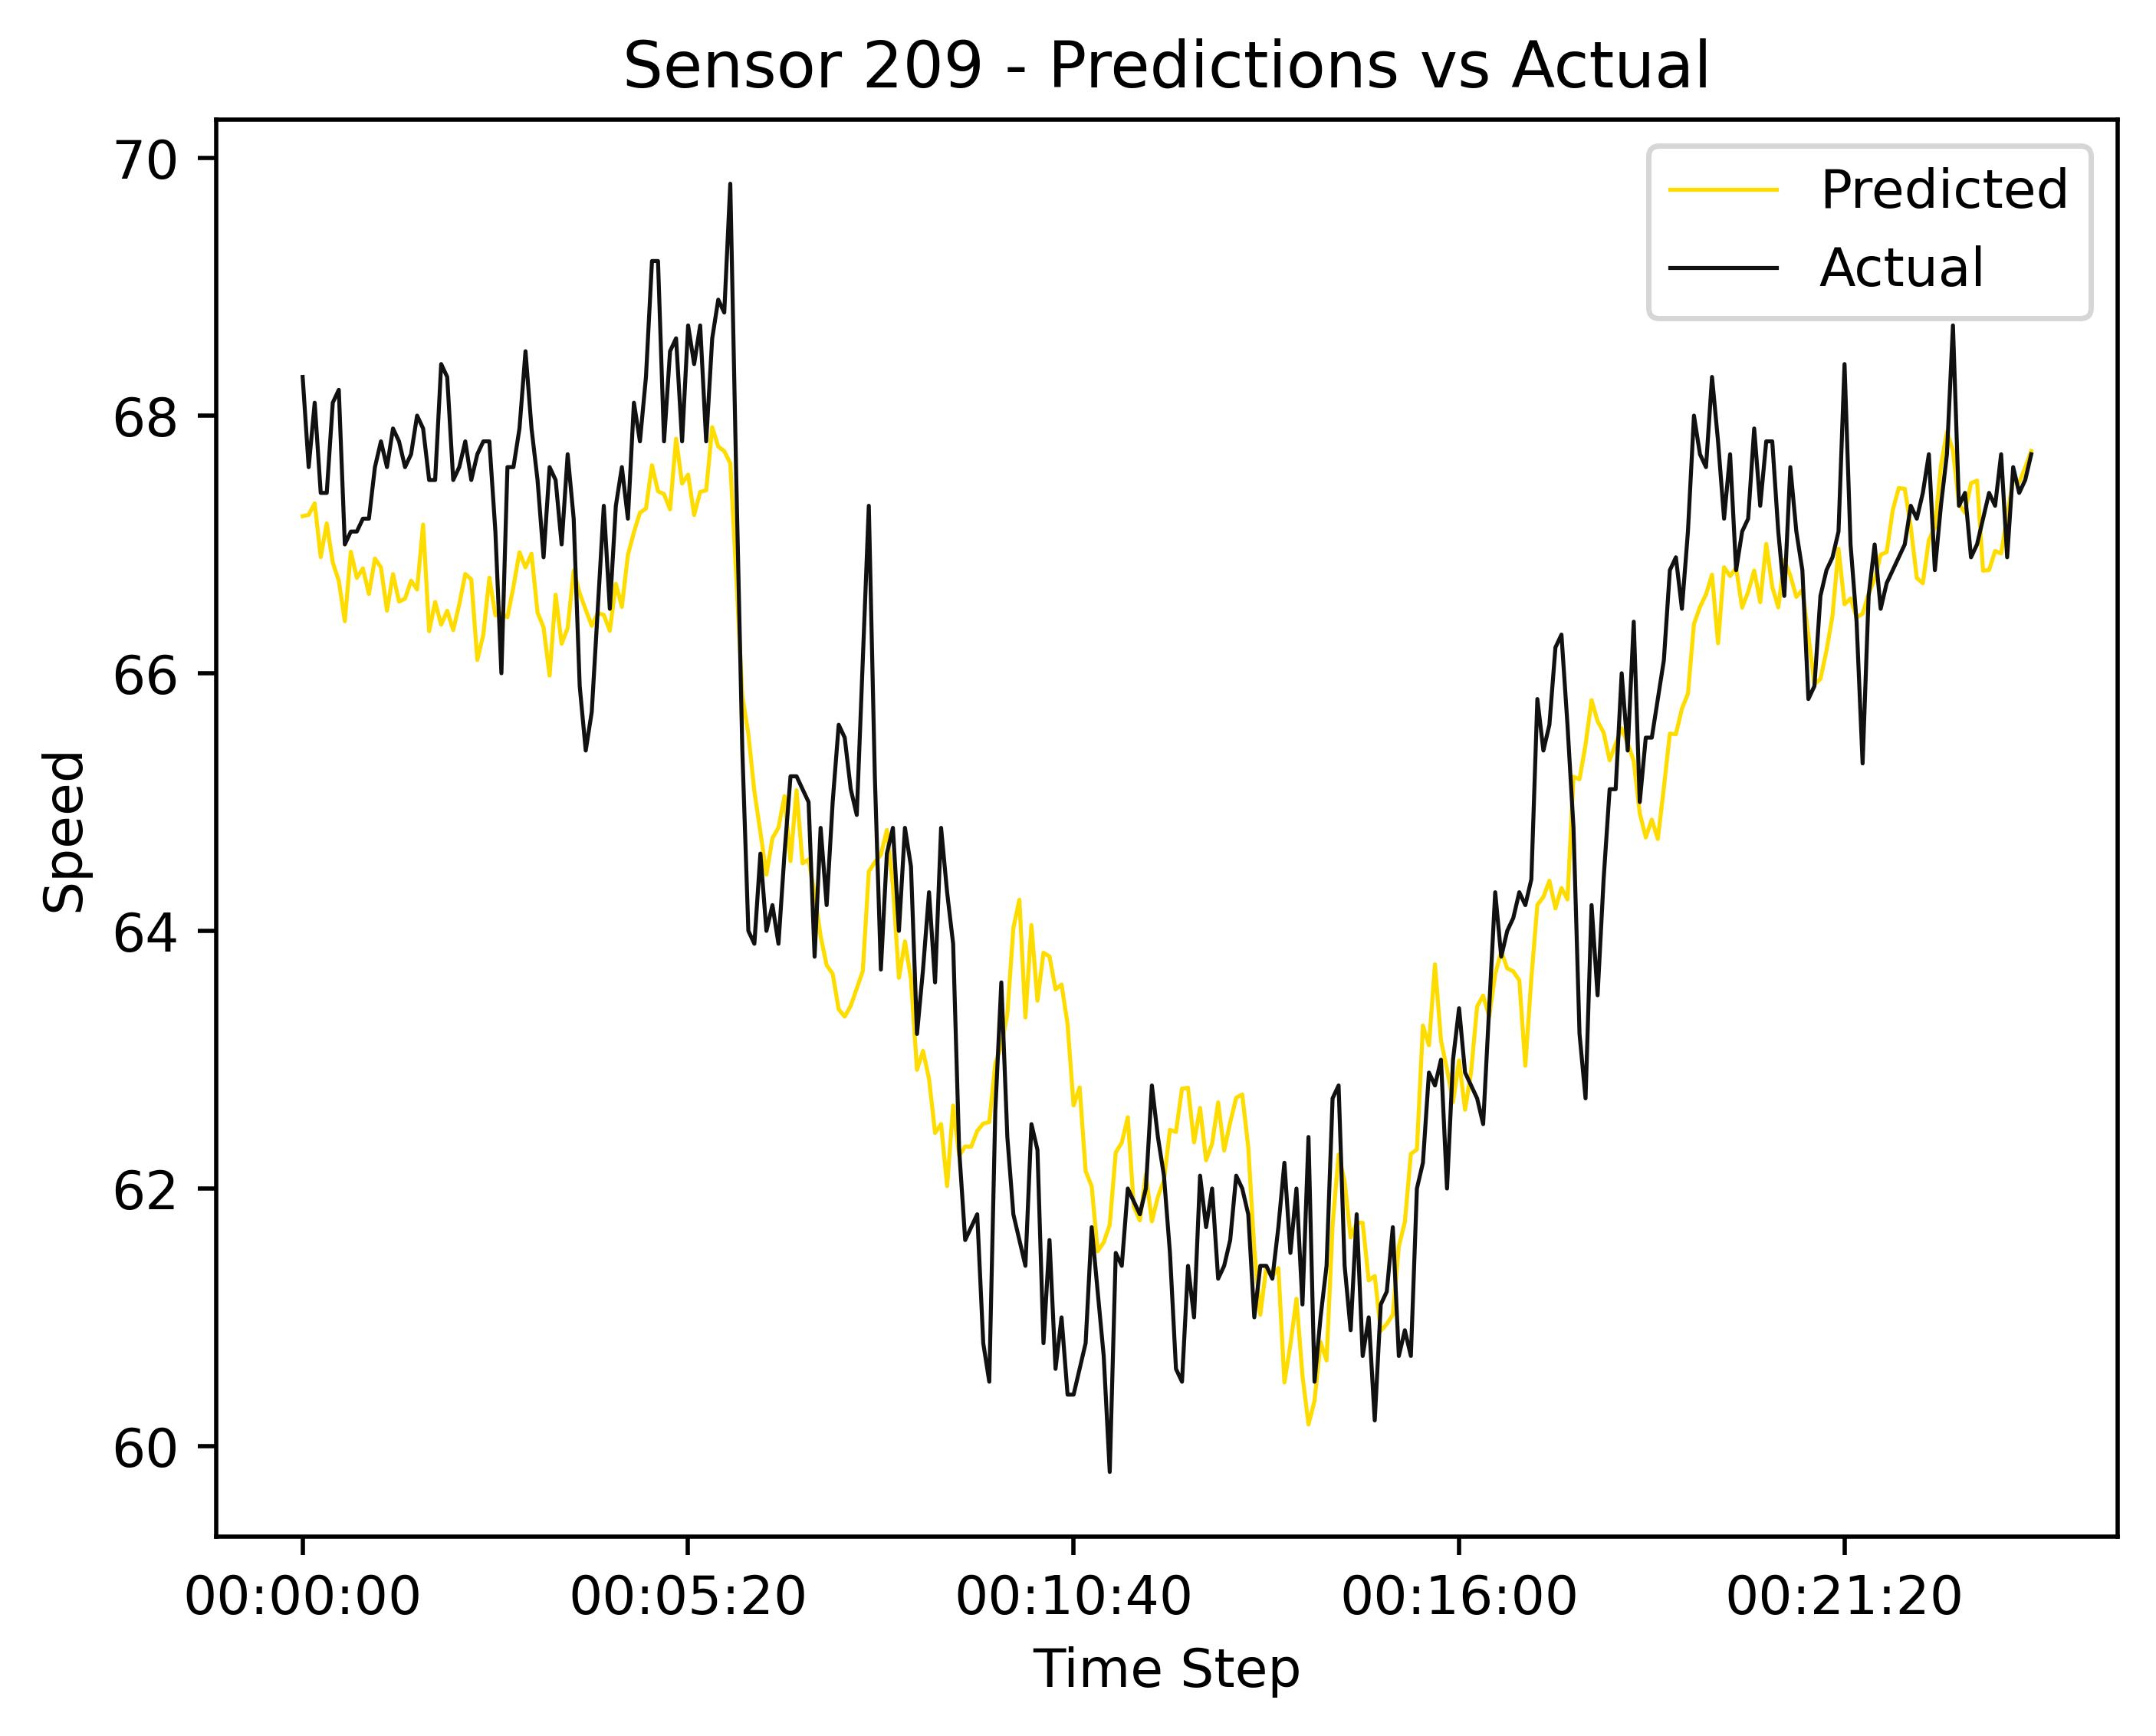 Sensor 209 - Predictions vs Actual
Predicted
Actual
70
68
66
64
62
60
Speed
00:00:00 00:05:20 00:10:40 00:16:00 00:21:20
Time Step